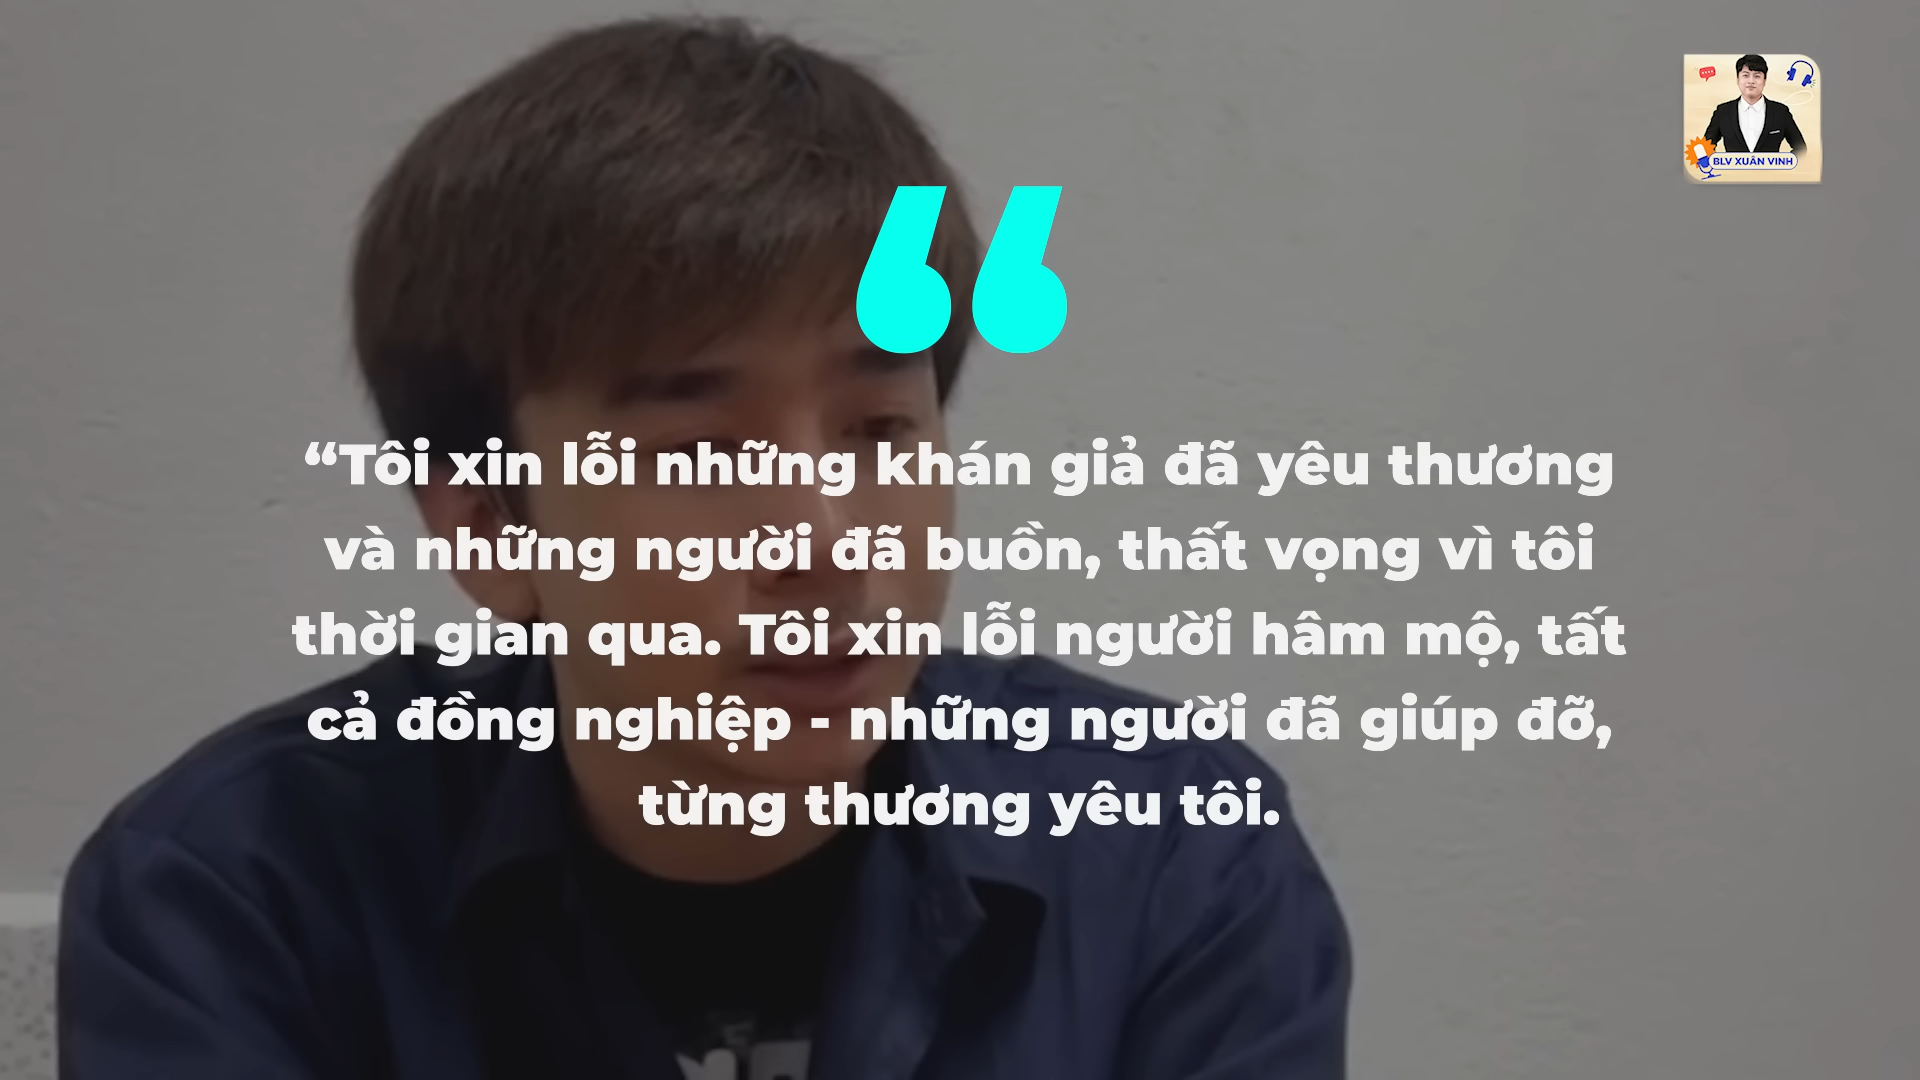 BLV XUÂN VINH
“Tôi xin lỗi những khán giả đã yêu thương
và những người đã buồn, thất vọng vì tôi
thời gian qua. Tôi xin lỗi người hâm mộ, tất
cả đồng nghiệp - những người đã giúp đỡ,
từng thương yêu tôi.